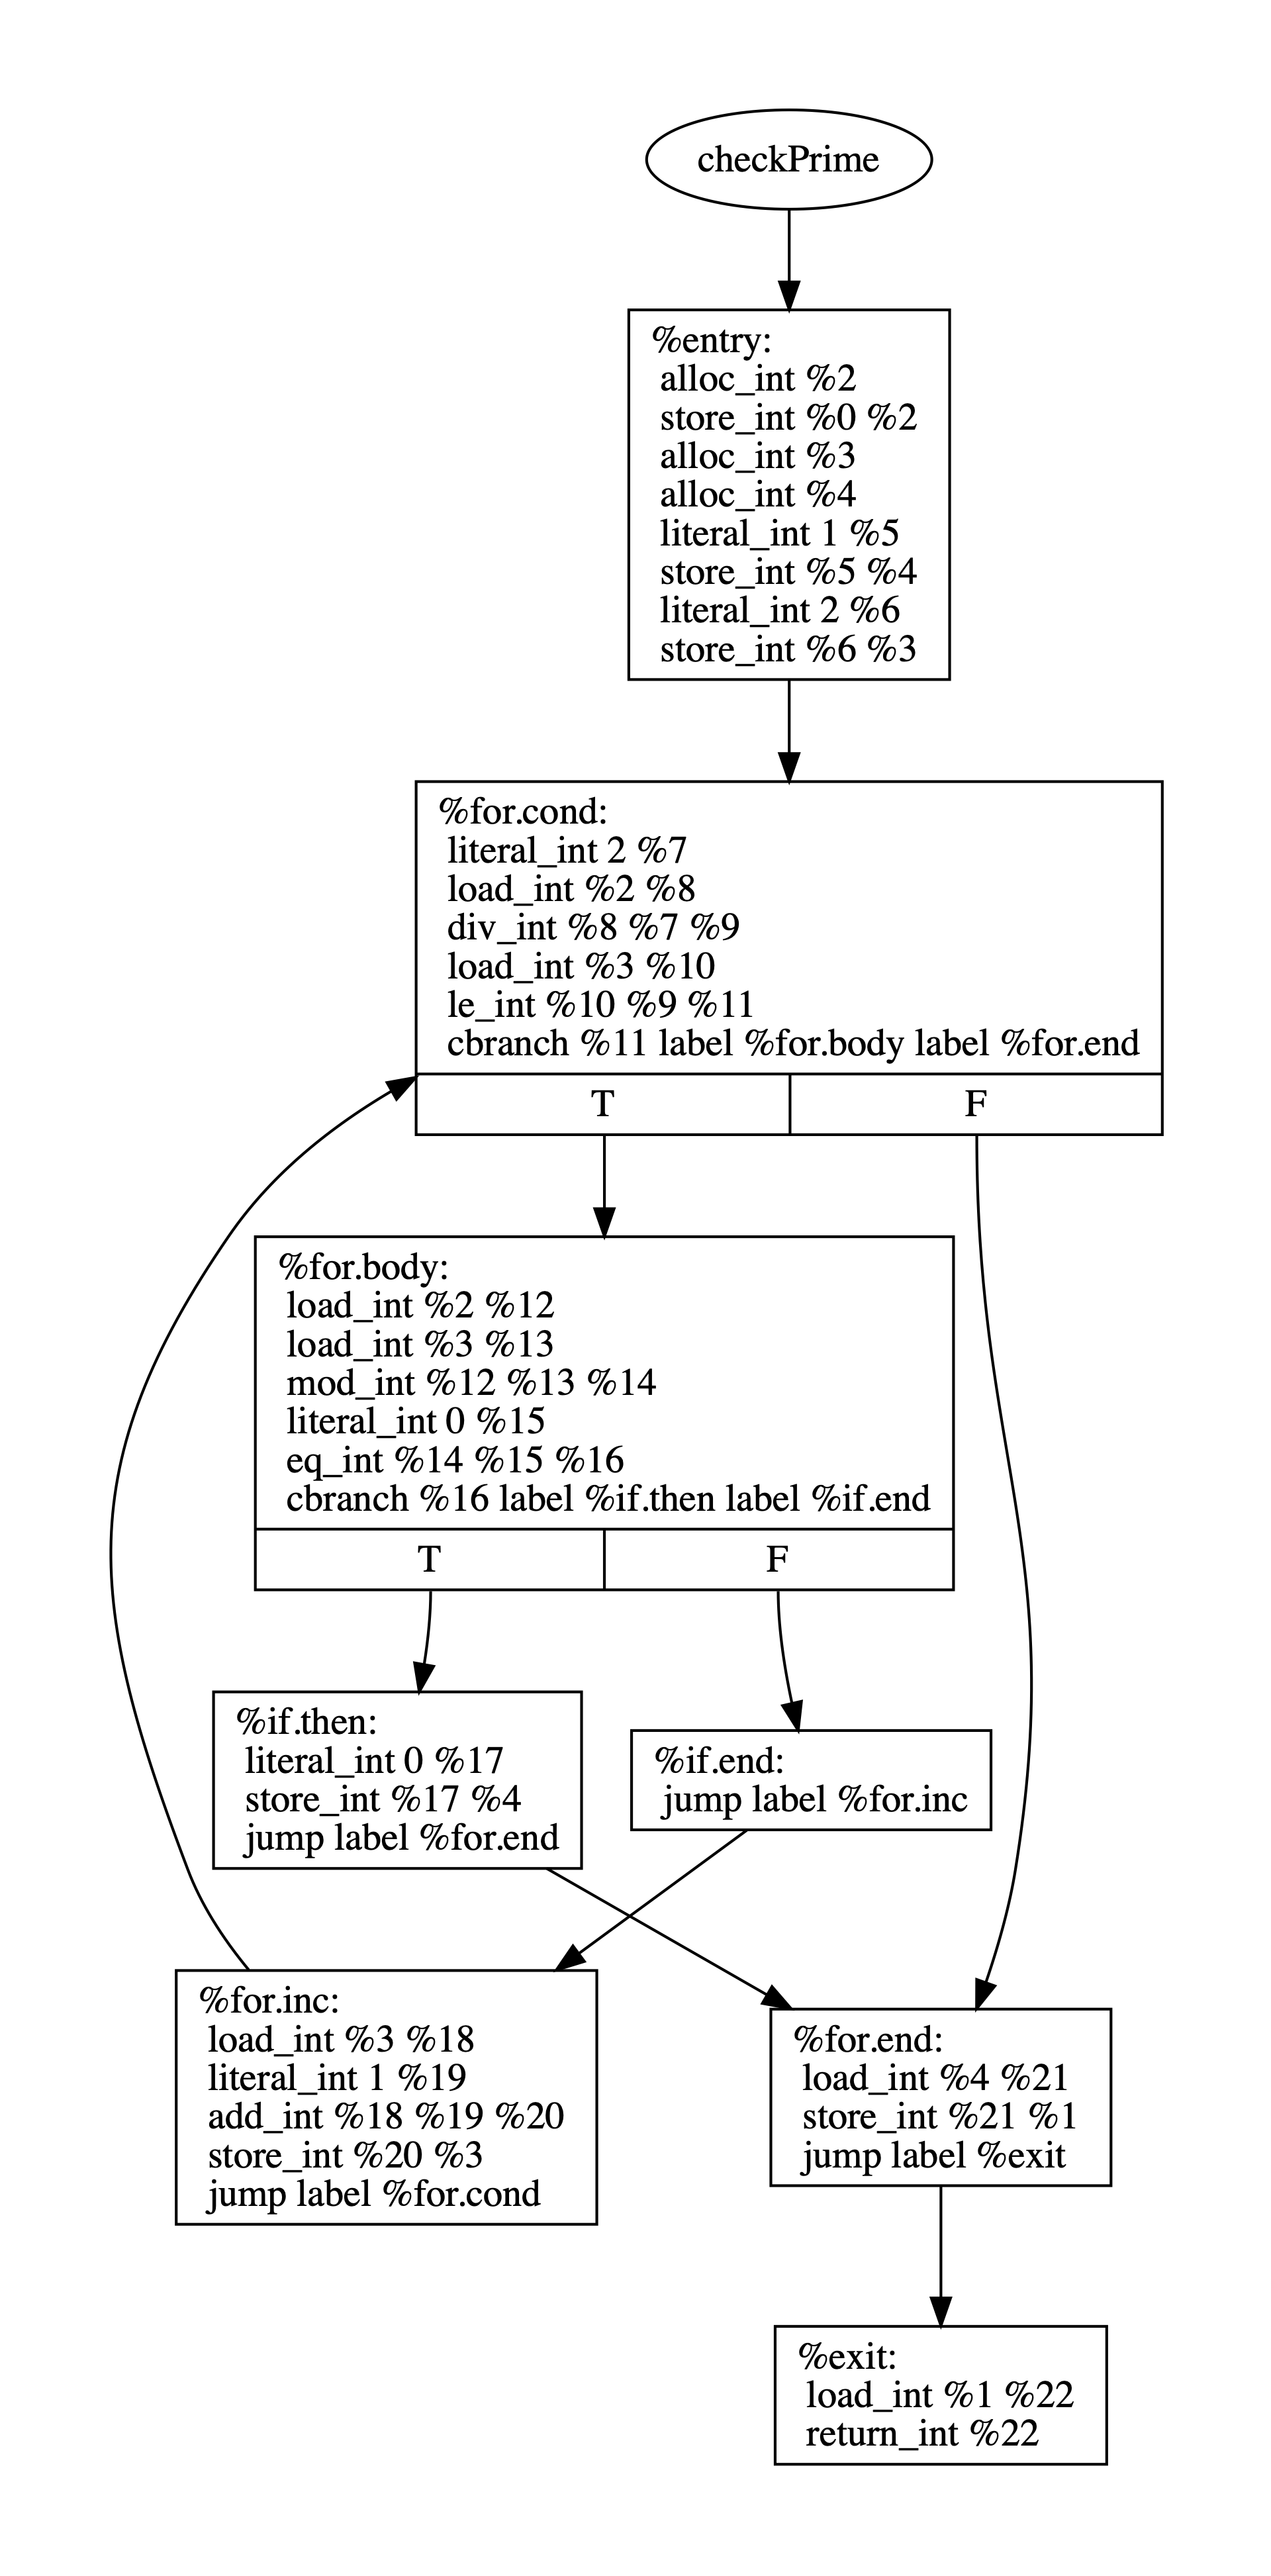 checkPrime
%entry:
alloc_int %2
store_int %0 %2
alloc_int %3
alloc_int %4
literal_int 1 %5
store_int %5 %4
literal_int 2 %6
store_int %6 %3
%for.cond:
literal_int 2 %7
load_int %2 %8
div_int %8 %7 %9
load_int %3 %10
le_int %10 %9 %11
cbranch %11 label %for.body label %for.end
T F
%for.body:
load_int %2 %12
load_int %3 %13
mod_int %12 %13 %14
literal_int 0 %15
eq_int %14 %15 %16
cbranch %16 label %if.then label %if.end
T F
%if.then:
literal_int 0 %17
store_int %17 %4
jump label %for.end
%if.end:
jump label %for.inc
%for.inc:
load_int %3 %18
literal_int 1 %19
add_int %18 %19 %20
store_int %20 %3
jump label %for.cond
%for.end:
load_int %4 %21
store_int %21 %1
jump label %exit
%exit:
load_int %1 %22
return_int %22